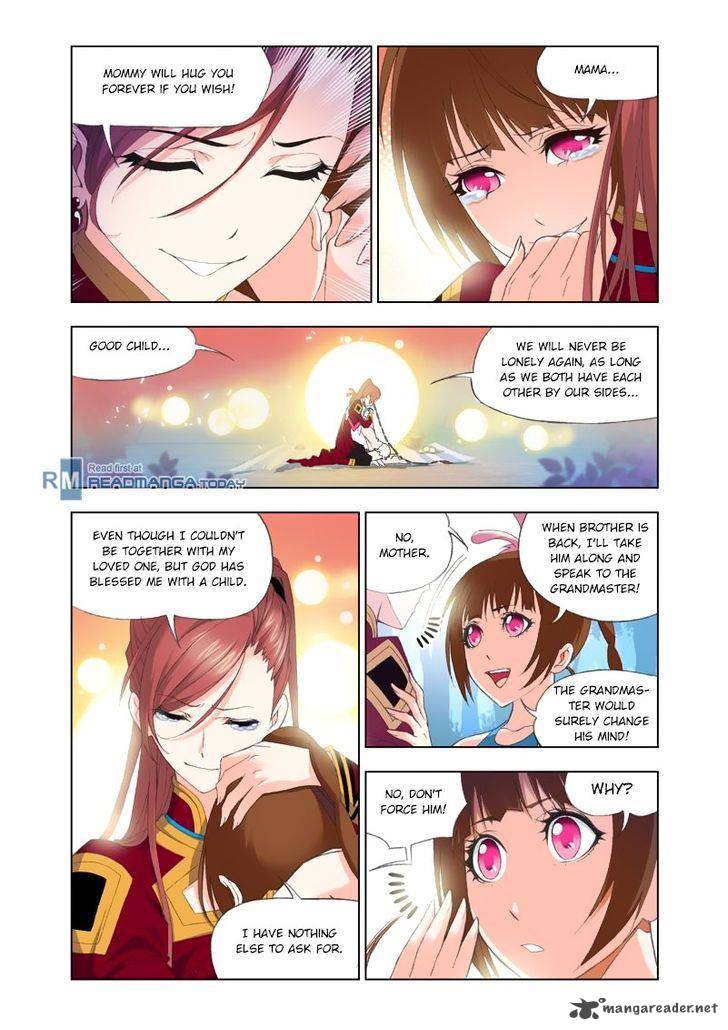 MOMMY WILL HUG YOU
FOREVER IF YOU WISH!
MAMA...
GOOD CHILD...
WE WILL NEVER BE
LONELY AGAIN, AS LONG
AS WE BOTH HAVE EACH
OTHER BY OUR SIDES...
RM
Read first at
READMANGA.TODAY
EVEN THOUGH I COULDN'T
BE TOGETHER WITH MY
LOVED ONE, BUT GOD HAS
BLESSED ME WITH A CHILD.
I HAVE NOTHING
ELSE TO ASK FOR.
NO,
MOTHER.
WHEN BROTHER IS
BACK, I'LL TAKE
HIM ALONG AND
SPEAK TO THE
GRANDMASTER!
THE GRANDMAS-
TER WOULD
SURELY CHANGE
HIS MIND!
NO, DON'T
FORCE HIM!
WHY?
mangareader.net